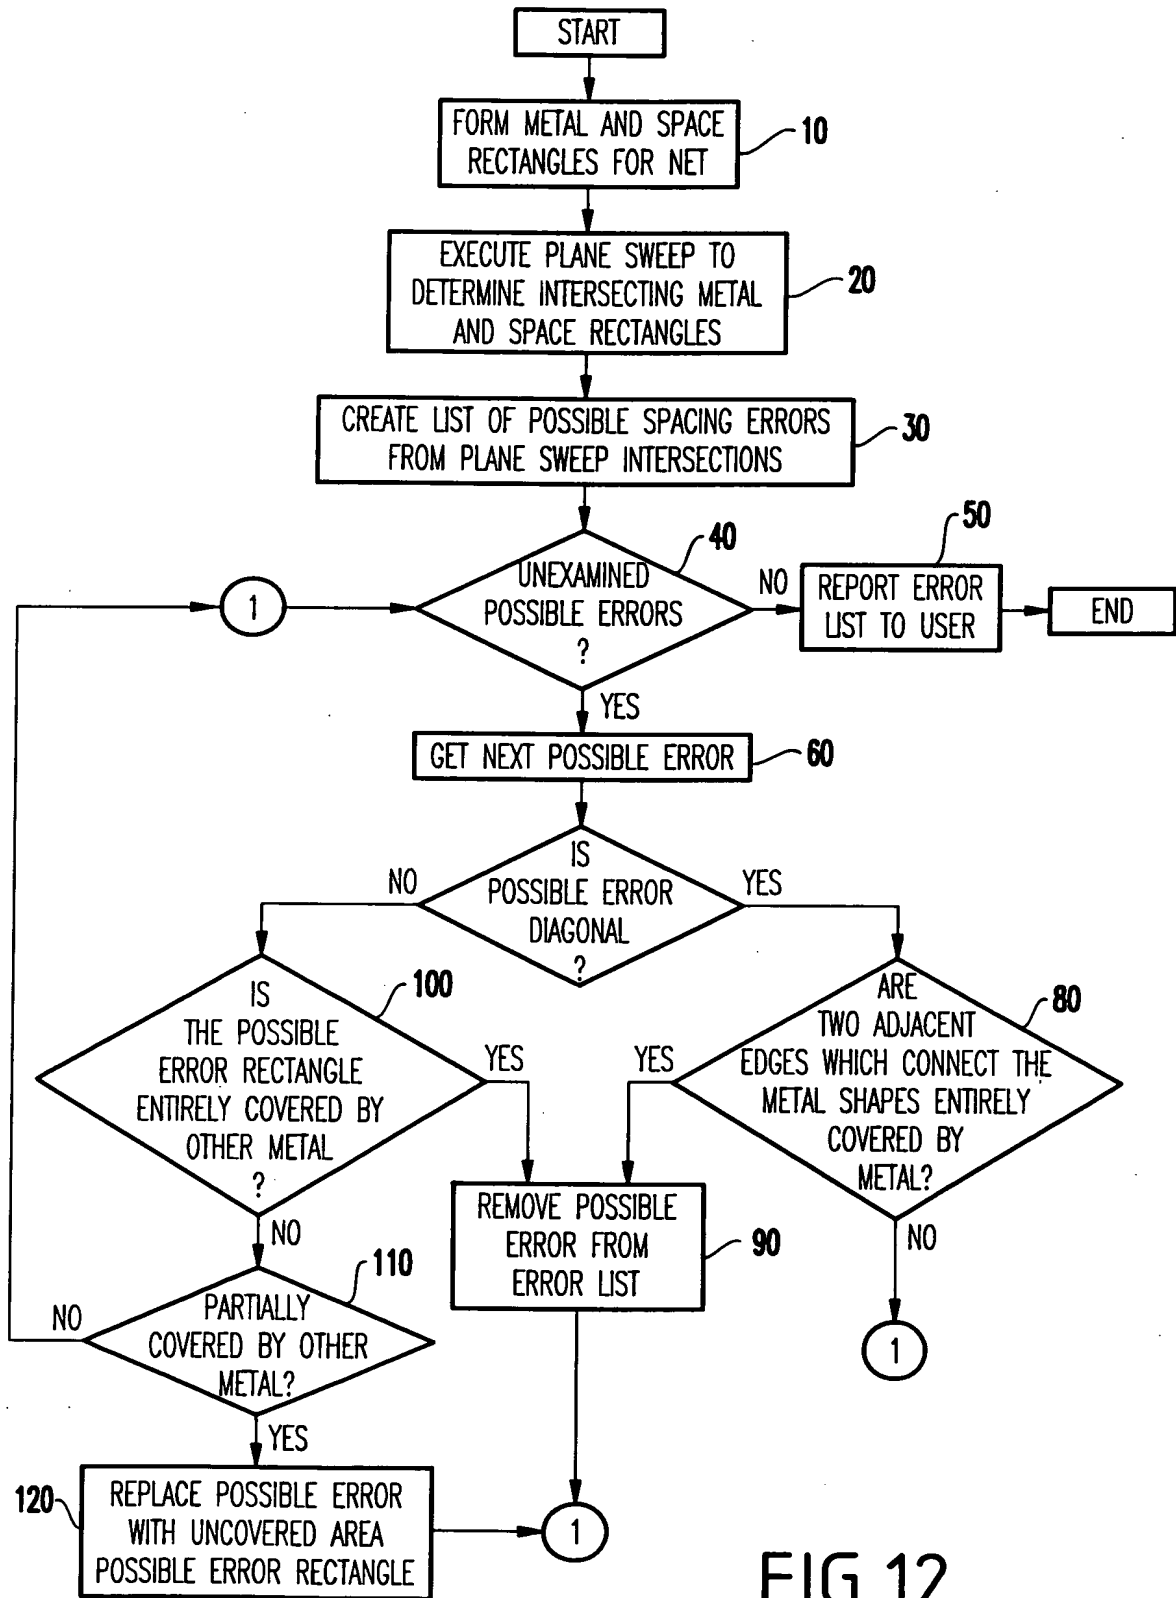 START
FORM METAL AND SPACE
RECTANGLES FOR NET
10
EXECUTE PLANE SWEEP TO
DETERMINE INTERSECTING METAL
AND SPACE RECTANGLES
20
CREATE LIST OF POSSIBLE SPACING ERRORS
FROM PLANE SWEEP INTERSECTIONS
30
1
UNEXAMINED
POSSIBLE ERRORS
?
40
NO
REPORT ERROR
LIST TO USER
50
END
YES
GET NEXT POSSIBLE ERROR
60
IS
POSSIBLE ERROR
DIAGONAL
?
NO
YES
IS
THE POSSIBLE
ERROR RECTANGLE
ENTIRELY COVERED BY
OTHER METAL
?
100
YES
ARE
TWO ADJACENT
EDGES WHICH CONNECT THE
METAL SHAPES ENTIRELY
COVERED BY
METAL?
80
YES
NO
REMOVE POSSIBLE
ERROR FROM
ERROR LIST
90
NO
1
PARTIALLY
COVERED BY OTHER
METAL?
110
NO
YES
120
REPLACE POSSIBLE ERROR
WITH UNCOVERED AREA
POSSIBLE ERROR RECTANGLE
1
FIG.12